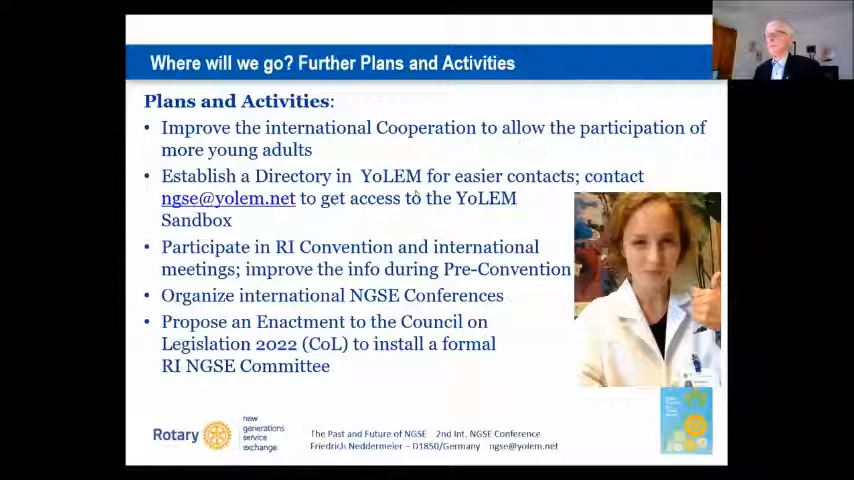 Where will we go? Further Plans and Activities
Plans and Activities:
• Improve the international Cooperation to allow the participation of
more young adults
• Establish a Directory in YoLEM for easier contacts; contact
ngse@yolem.net to get access to the YoLEM
Sandbox
• Participate in RI Convention and international
meetings; improve the info during Pre-Convention
• Organize international NGSE Conferences
• Propose an Enactment to the Council on
Legislation 2022 (CoL) to install a formal
RI NGSE Committee
Rotary
new
generations
service
exchange
The Past and Future of NGSE 2nd Int. NGSE Conference
Friedrich Neddermeier – D1850/Germany ngse@yolem.net